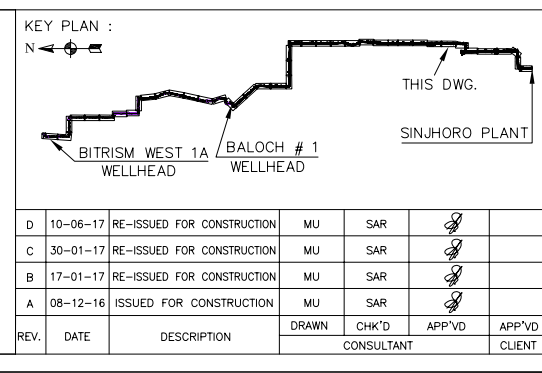 KEY PLAN :
N
THIS DWG.
SINJHORO PLANT
BITRISM WEST 1A
WELLHEAD
BALOCH # 1
WELLHEAD
D 10-06-17 RE-ISSUED FOR CONSTRUCTION MU SAR
C 30-01-17 RE-ISSUED FOR CONSTRUCTION MU SAR
B 17-01-17 RE-ISSUED FOR CONSTRUCTION MU SAR
A 08-12-16 ISSUED FOR CONSTRUCTION MU SAR
REV. DATE DESCRIPTION DRAWN CHK'D APP'VD APP'VD
CONSULTANT CLIENT